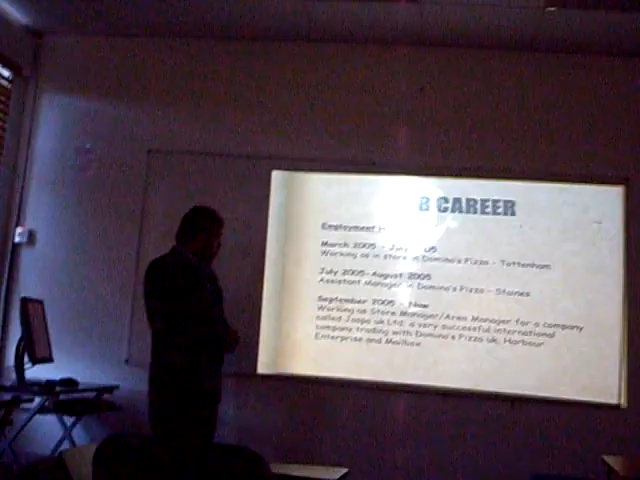 B CAREER
Employment H
March 2005 - July 2005
Working as in store in Domino's Pizza - Tottenham
July 2005-August 2005
Assistant Manager in Domino's Pizza - Staines
September 2005 - Now
Working as Store Manager/Area Manager for a company
called Jaspa uk Ltd. a very successful international
company trading with Domino's Pizza uk, Harbour
Enterprise and